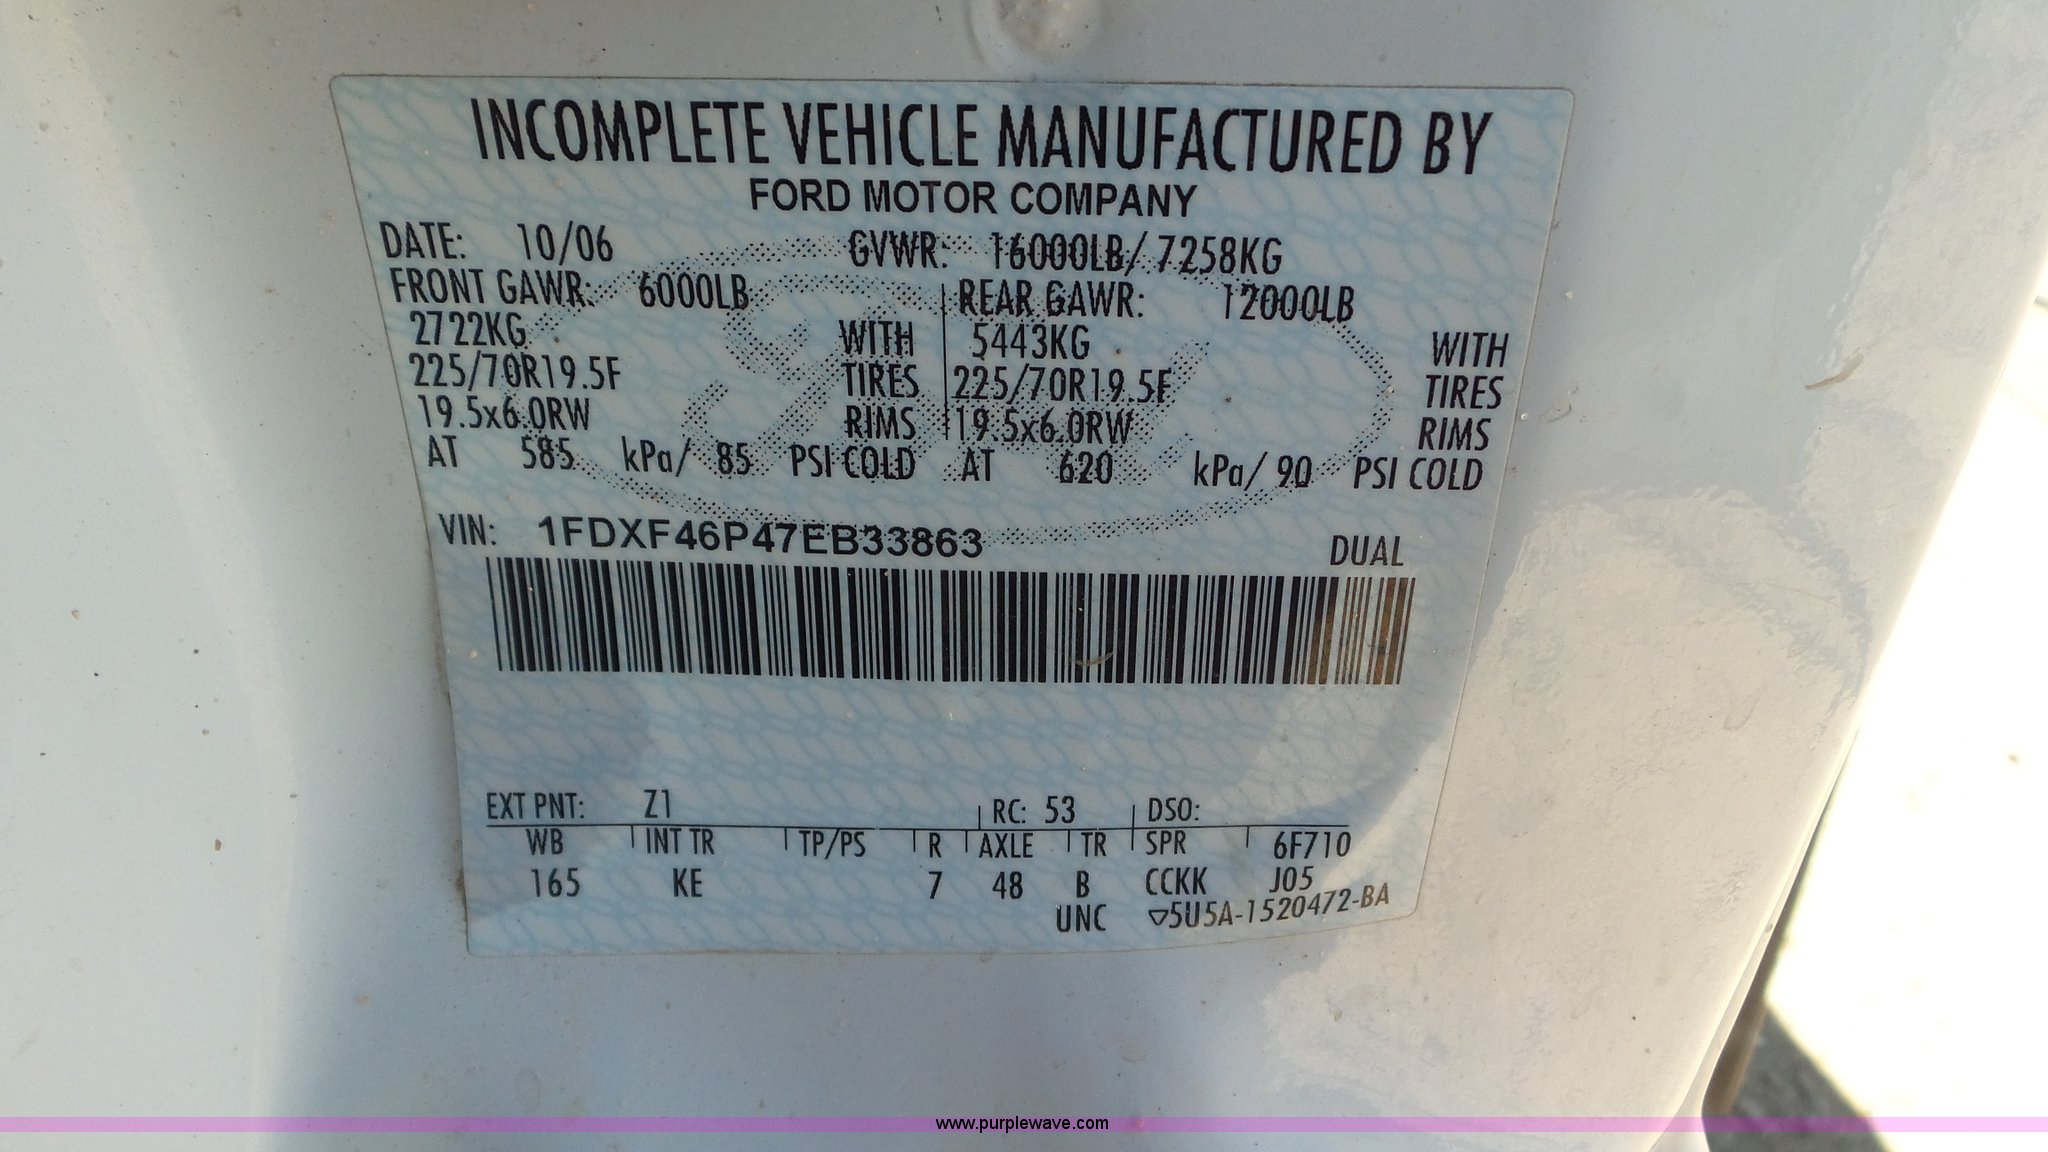 INCOMPLETE VEHICLE MANUFACTURED BY
FORD MOTOR COMPANY
DATE: 10/06 GVWR: 16000LB/ 7258KG
FRONT GAWR: 6000LB REAR GAWR: 12000LB
2722KG WITH 5443KG WITH
225/70R19.5F TIRES 225/70R19.5F TIRES
19.5x6.0RW RIMS 19.5x6.0RW RIMS
AT 585 kPa/ 85 PSI COLD AT 620 kPa/ 90 PSI COLD
VIN: 1FDXF46P47EB33863 DUAL
EXT PNT: Z1 RC: 53 DSO:
WB INT TR TP/PS R AXLE TR SPR 6F710
165 KE 7 48 B CCKK J05
UNC ▽5U5A-1520472-BA
www.purplewave.com